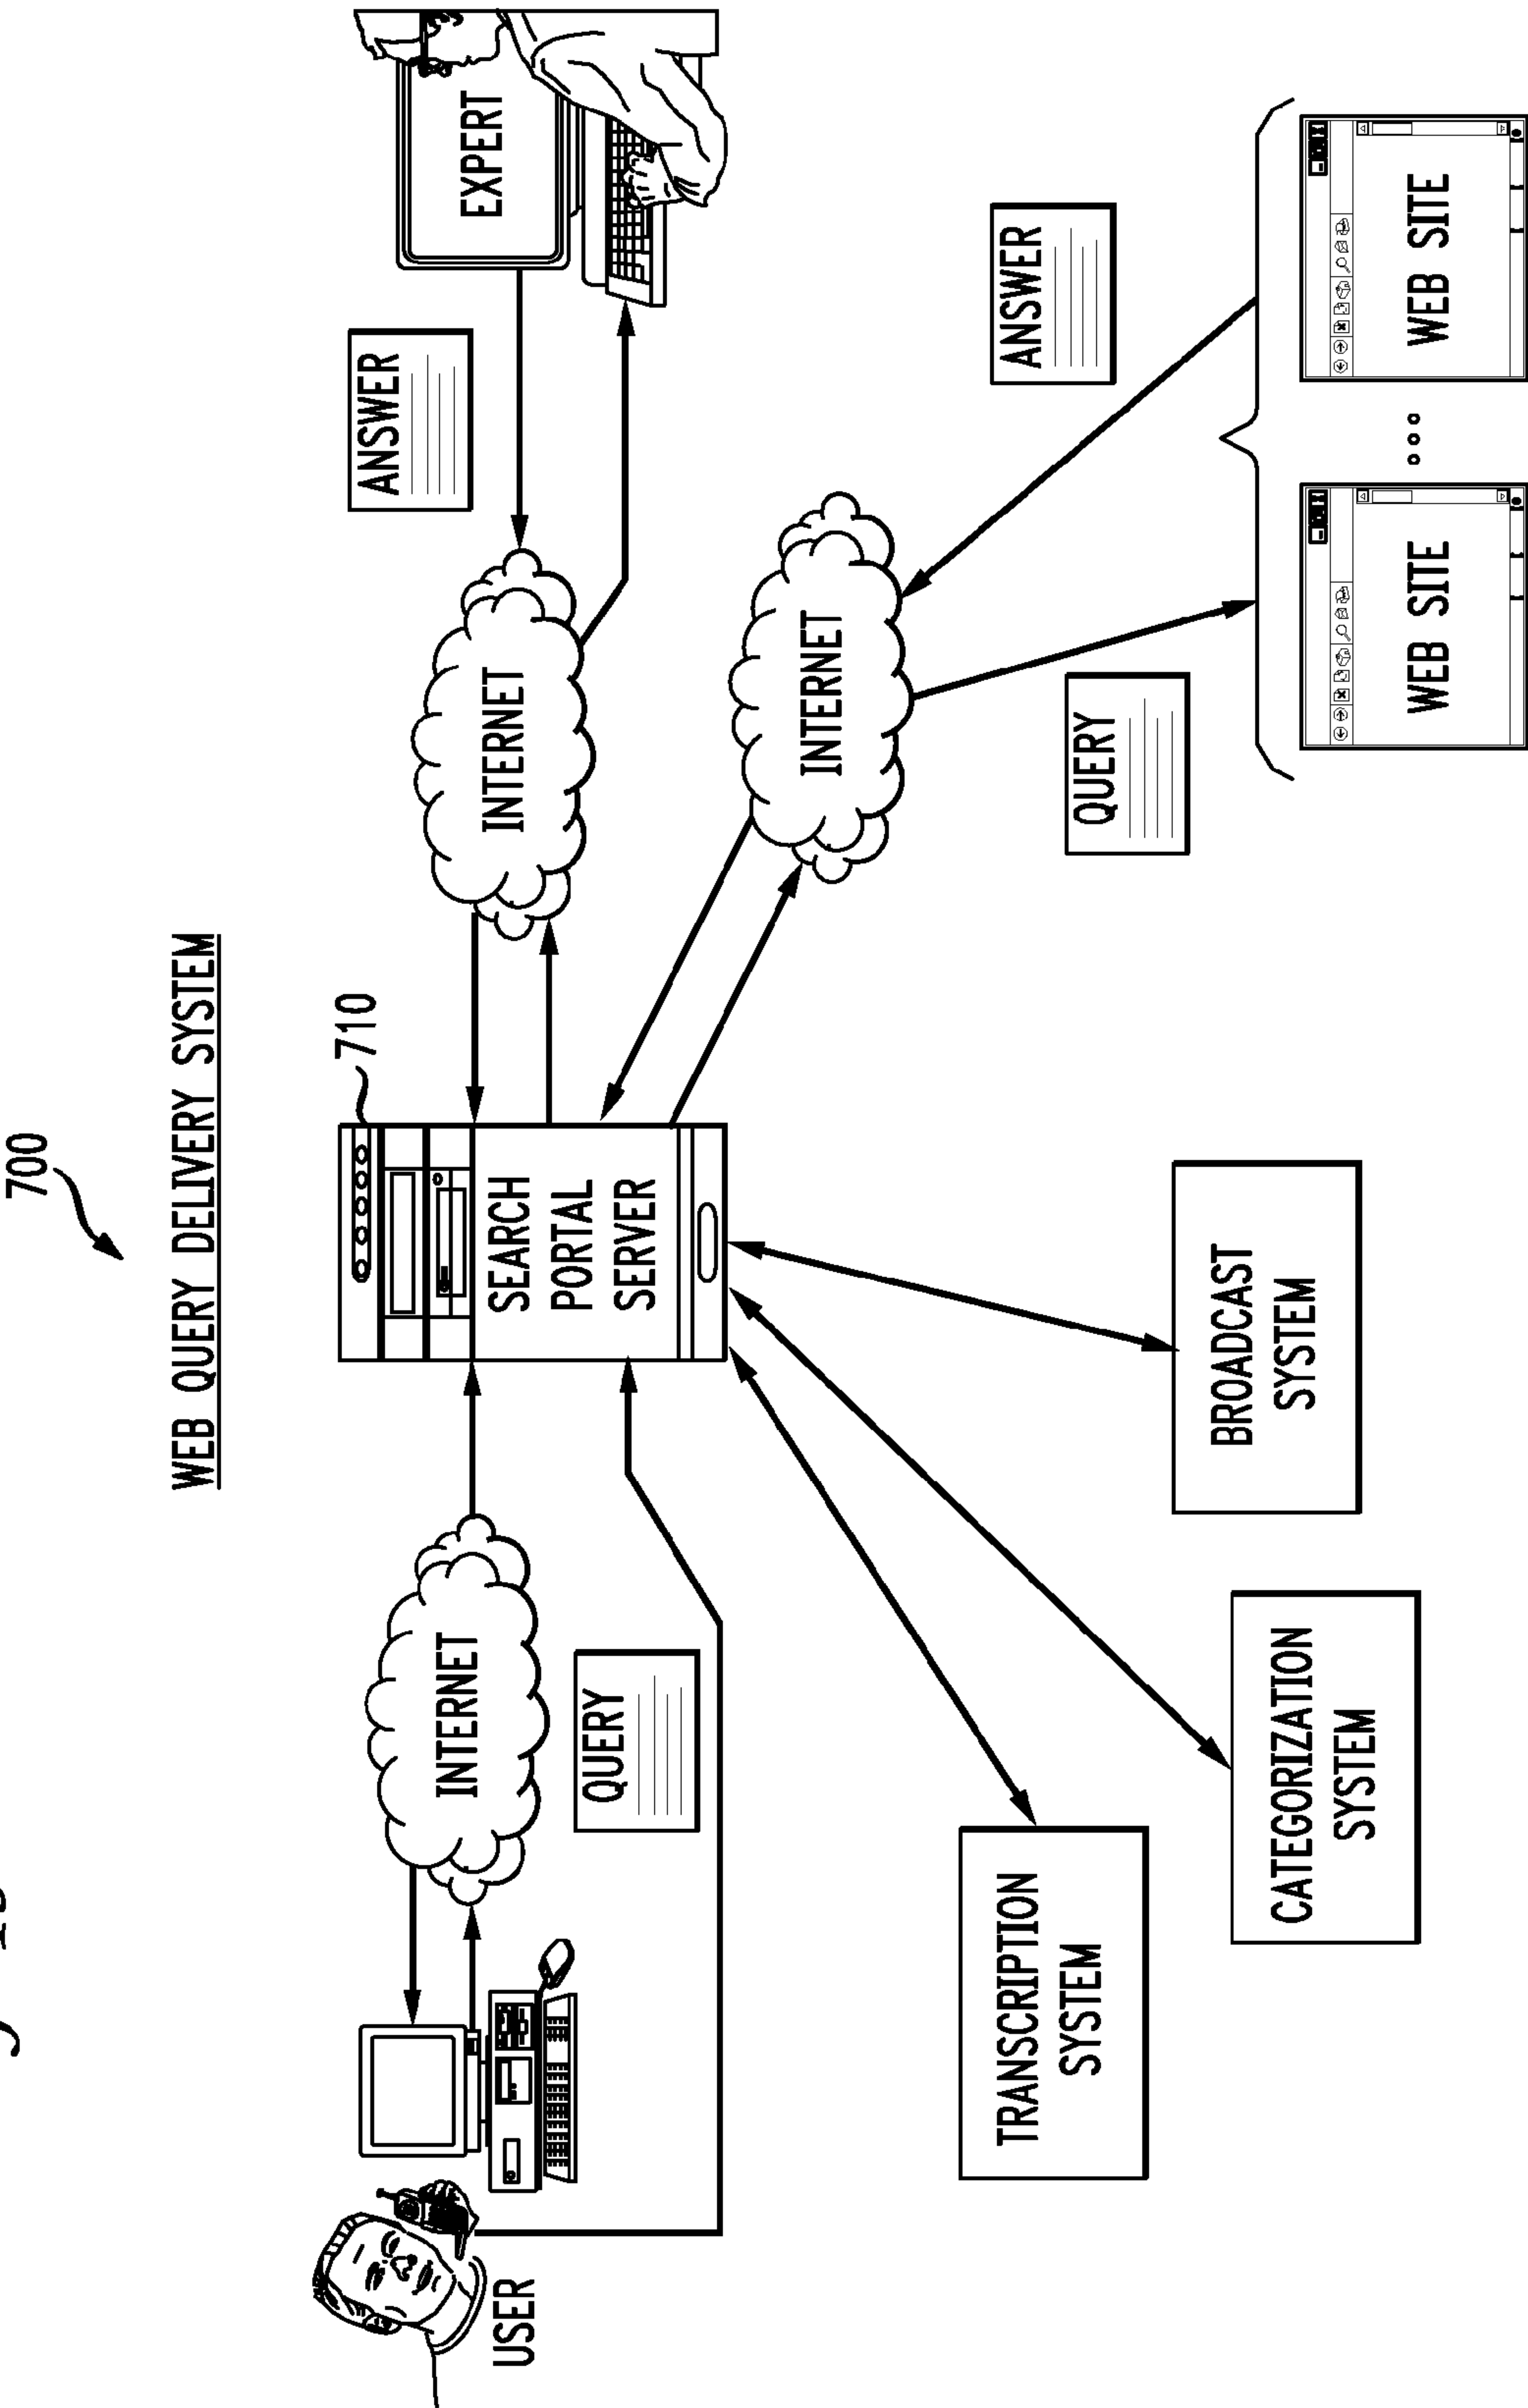 700
WEB QUERY DELIVERY SYSTEM
710
USER
INTERNET
QUERY
SEARCH
PORTAL
SERVER
INTERNET
ANSWER
EXPERT
INTERNET
ANSWER
QUERY
TRANSCRIPTION
SYSTEM
CATEGORIZATION
SYSTEM
BROADCAST
SYSTEM
WEB SITE
WEB SITE